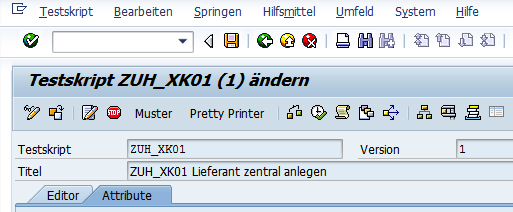 Testskript Bearbeiten Springen Hilfsmittel Umfeld System Hilfe
Testskript ZUH_XK01 (1) ändern
Muster Pretty Printer
Testskript ZUH_XK01 Version 1
Titel ZUH_XK01 Lieferant zentral anlegen
Editor Attribute